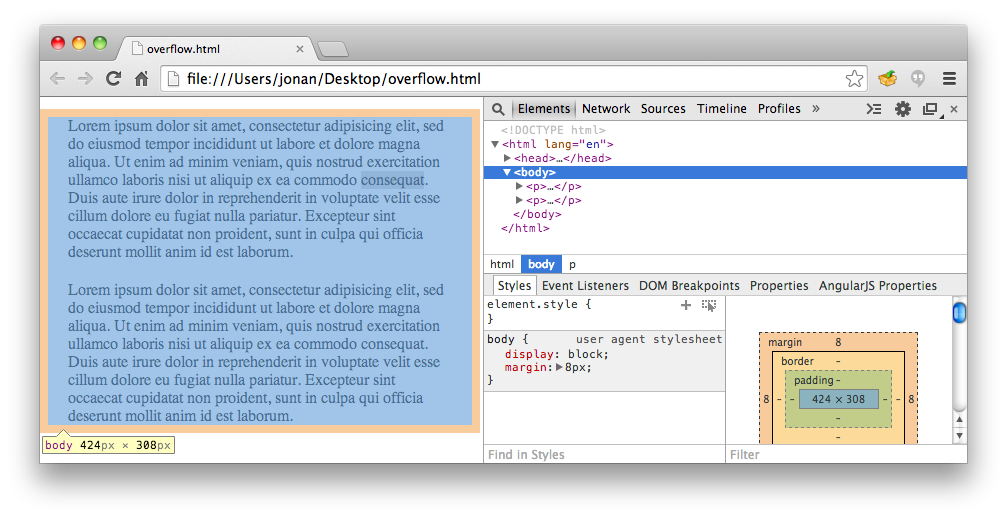 overflow.html
file:///Users/jonan/Desktop/overflow.html
Lorem ipsum dolor sit amet, consectetur adipisicing elit, sed
do eiusmod tempor incididunt ut labore et dolore magna
aliqua. Ut enim ad minim veniam, quis nostrud exercitation
ullamco laboris nisi ut aliquip ex ea commodo consequat.
Duis aute irure dolor in reprehenderit in voluptate velit esse
cillum dolore eu fugiat nulla pariatur. Excepteur sint
occaecat cupidatat non proident, sunt in culpa qui officia
deserunt mollit anim id est laborum.
Lorem ipsum dolor sit amet, consectetur adipisicing elit, sed
do eiusmod tempor incididunt ut labore et dolore magna
aliqua. Ut enim ad minim veniam, quis nostrud exercitation
ullamco laboris nisi ut aliquip ex ea commodo consequat.
Duis aute irure dolor in reprehenderit in voluptate velit esse
cillum dolore eu fugiat nulla pariatur. Excepteur sint
occaecat cupidatat non proident, sunt in culpa qui officia
deserunt mollit anim id est laborum.
body 424px × 308px
Elements Network Sources Timeline Profiles »
<!DOCTYPE html>
▼<html lang="en">
▶<head>…</head>
▼<body>
▶<p>…</p>
▶<p>…</p>
</body>
</html>
html body p
Styles Event Listeners DOM Breakpoints Properties AngularJS Properties
element.style {
}
body { user agent stylesheet
display: block;
margin:▶8px;
}
Find in Styles
margin 8
border -
padding -
8 - - 424 × 308 - - 8
-
-
Filter